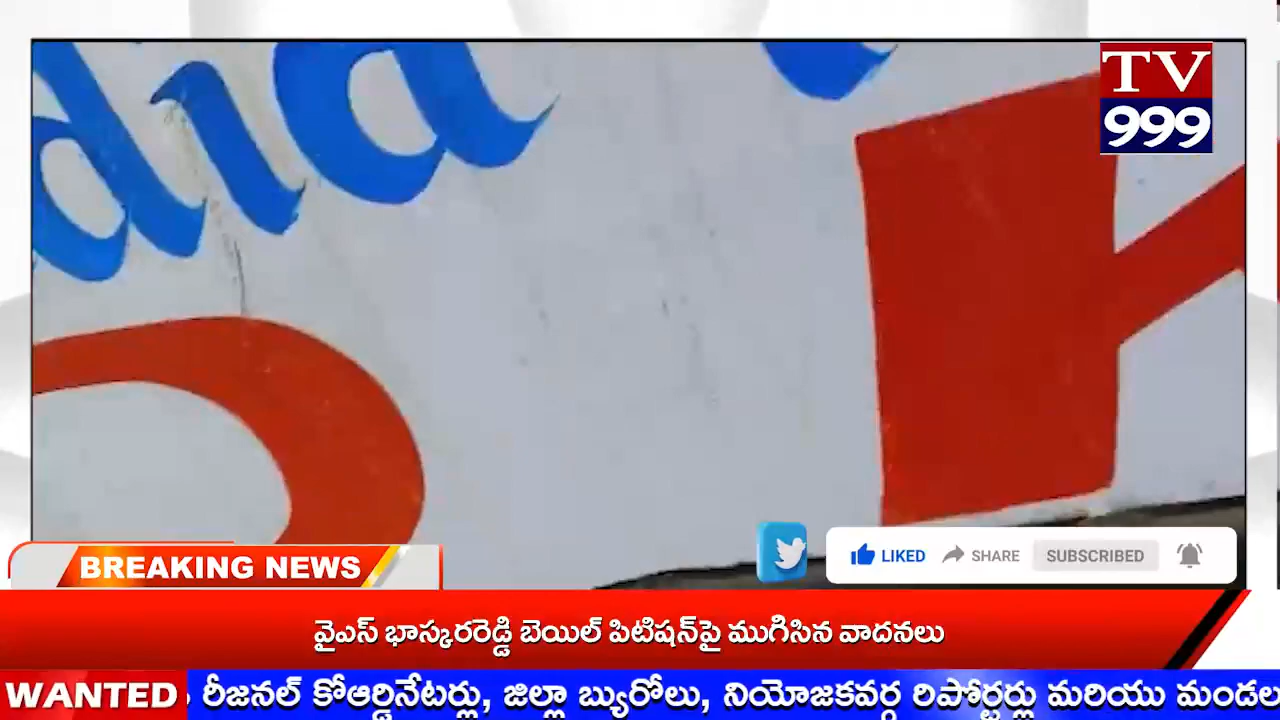 dia
TV
999
BREAKING NEWS
LIKED SHARE SUBSCRIBED
వైఎస్ భాస్కరరెడ్డి బెయిల్ పిటిషన్‌పై ముగిసిన వాదనలు
WANTED రీజనల్ కోఆర్డినేటర్లు, జిల్లా బ్యురోలు, నియోజకవర్గ రిపోర్టర్లు మరియు మండల